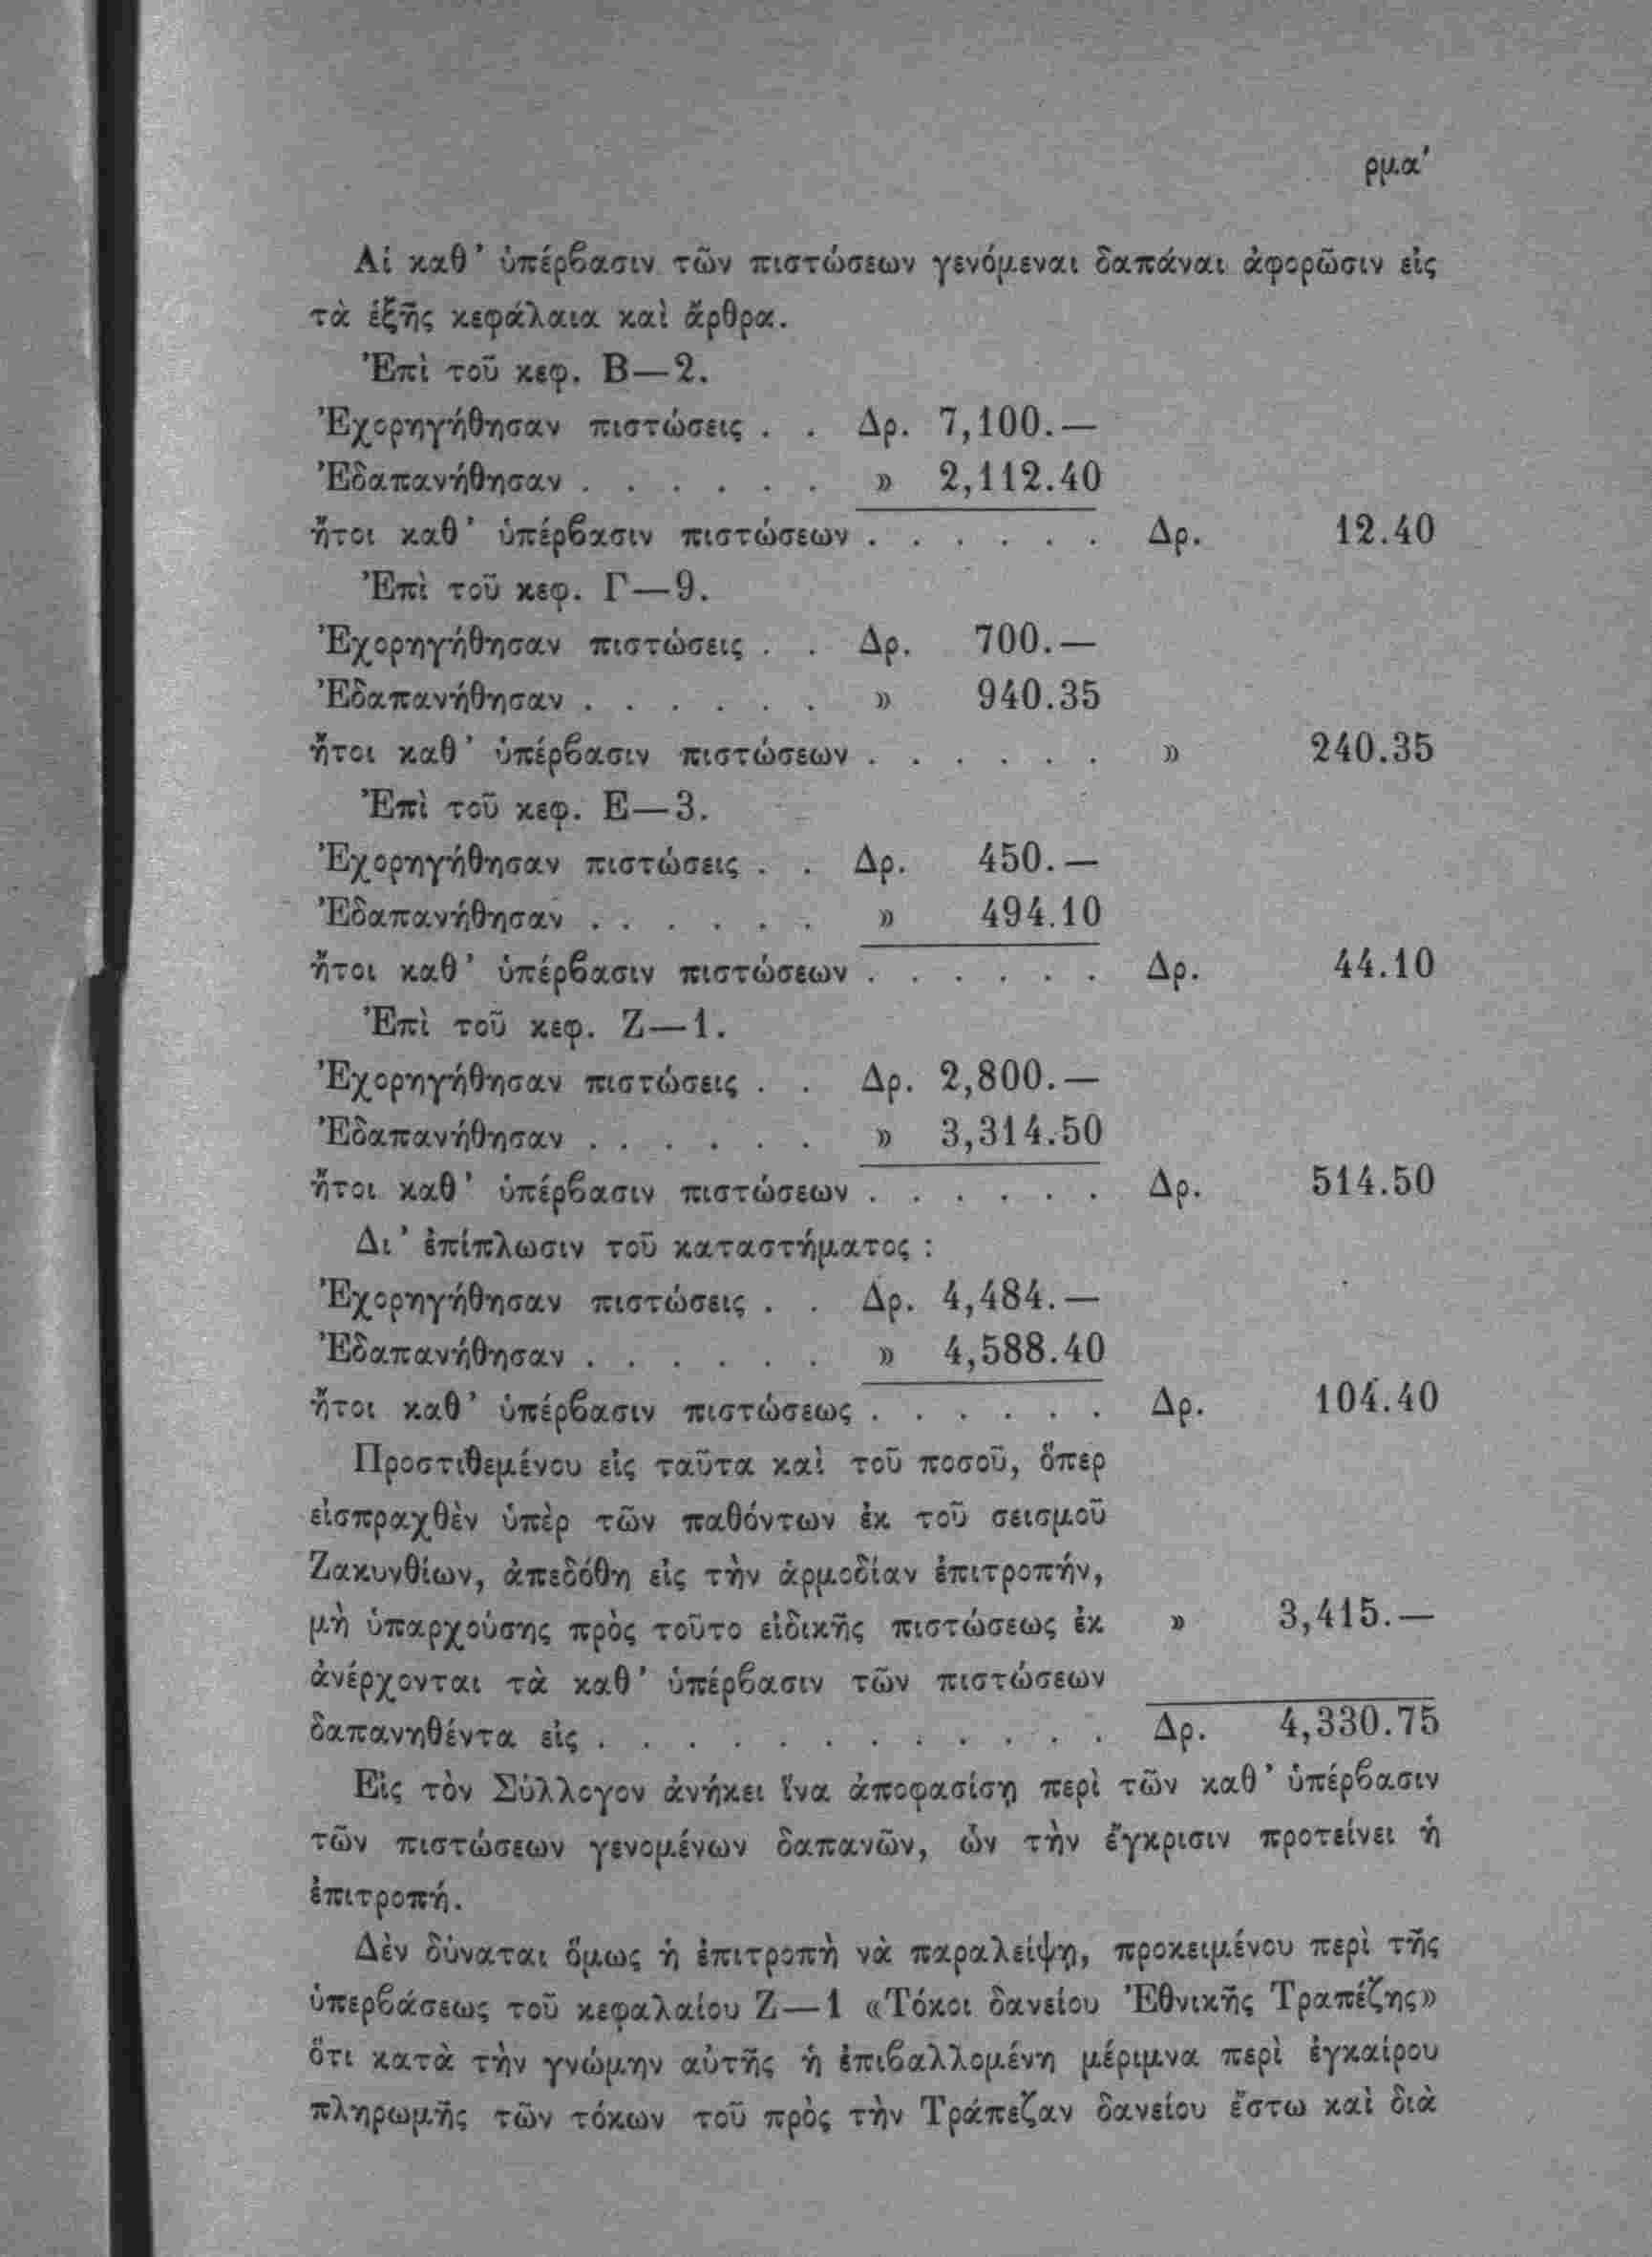 ρμα'
Αἱ καθ' ὑπέρβασιν τῶν πιστώσεων γενόμεναι δαπάναι ἀφορῶσιν εἰς
τὰ ἑξῆς κεφάλαια καὶ ἄρθρα.
Ἐπὶ τοῦ κεφ. Β—2.
Ἐχορηγήθησαν πιστώσεις . . Δρ. 7,100.—
Ἐδαπανήθησαν . . . . . . » 2,112.40
ἤτοι καθ' ὑπέρβασιν πιστώσεων . . . . . . Δρ. 12.40
Ἐπὶ τοῦ κεφ. Γ—9.
Ἐχορηγήθησαν πιστώσεις . . Δρ. 700.—
Ἐδαπανήθησαν . . . . . . » 940.35
ἤτοι καθ' ὑπέρβασιν πιστώσεων . . . . . . » 240.35
Ἐπὶ τοῦ κεφ. Ε—3.
Ἐχορηγήθησαν πιστώσεις . . Δρ. 450.—
Ἐδαπανήθησαν . . . . . . » 494.10
ἤτοι καθ' ὑπέρβασιν πιστώσεων . . . . . . Δρ. 44.10
Ἐπὶ τοῦ κεφ. Ζ—1.
Ἐχορηγήθησαν πιστώσεις . . Δρ. 2,800.—
Ἐδαπανήθησαν . . . . . . » 3,314.50
ἤτοι καθ' ὑπέρβασιν πιστώσεων . . . . . . Δρ. 514.50
Δι' ἐπίπλωσιν τοῦ καταστήματος :
Ἐχορηγήθησαν πιστώσεις . . Δρ. 4,484.—
Ἐδαπανήθησαν . . . . . . » 4,588.40
ἤτοι καθ' ὑπέρβασιν πιστώσεως . . . . . . Δρ. 104.40
Προστιθεμένου εἰς ταῦτα καὶ τοῦ ποσοῦ, ὅπερ
εἰσπραχθὲν ὑπὲρ τῶν παθόντων ἐκ τοῦ σεισμοῦ
Ζακυνθίων, ἀπεδόθη εἰς τὴν ἁρμοδίαν ἐπιτροπήν,
μὴ ὑπαρχούσης πρὸς τοῦτο εἰδικῆς πιστώσεως ἐκ » 3,415.—
ἀνέρχονται τὰ καθ' ὑπέρβασιν τῶν πιστώσεων
δαπανηθέντα εἰς . . . . . . . . . . . . Δρ. 4,330.75
Εἰς τὸν Σύλλογον ἀνήκει ἵνα ἀποφασίσῃ περὶ τῶν καθ' ὑπέρβασιν
τῶν πιστώσεων γενομένων δαπανῶν, ὧν τὴν ἔγκρισιν προτείνει ἡ
ἐπιτροπή.
Δὲν δύναται ὅμως ἡ ἐπιτροπὴ νὰ παραλείψῃ, προκειμένου περὶ τῆς
ὑπερβάσεως τοῦ κεφαλαίου Ζ—1 «Τόκοι δανείου Ἐθνικῆς Τραπέζης»
ὅτι κατὰ τὴν γνώμην αὐτῆς ἡ ἐπιβαλλομένη μέριμνα περὶ ἐγκαίρου
πληρωμῆς τῶν τόκων τοῦ πρὸς τὴν Τράπεζαν δανείου ἔστω καὶ διὰ